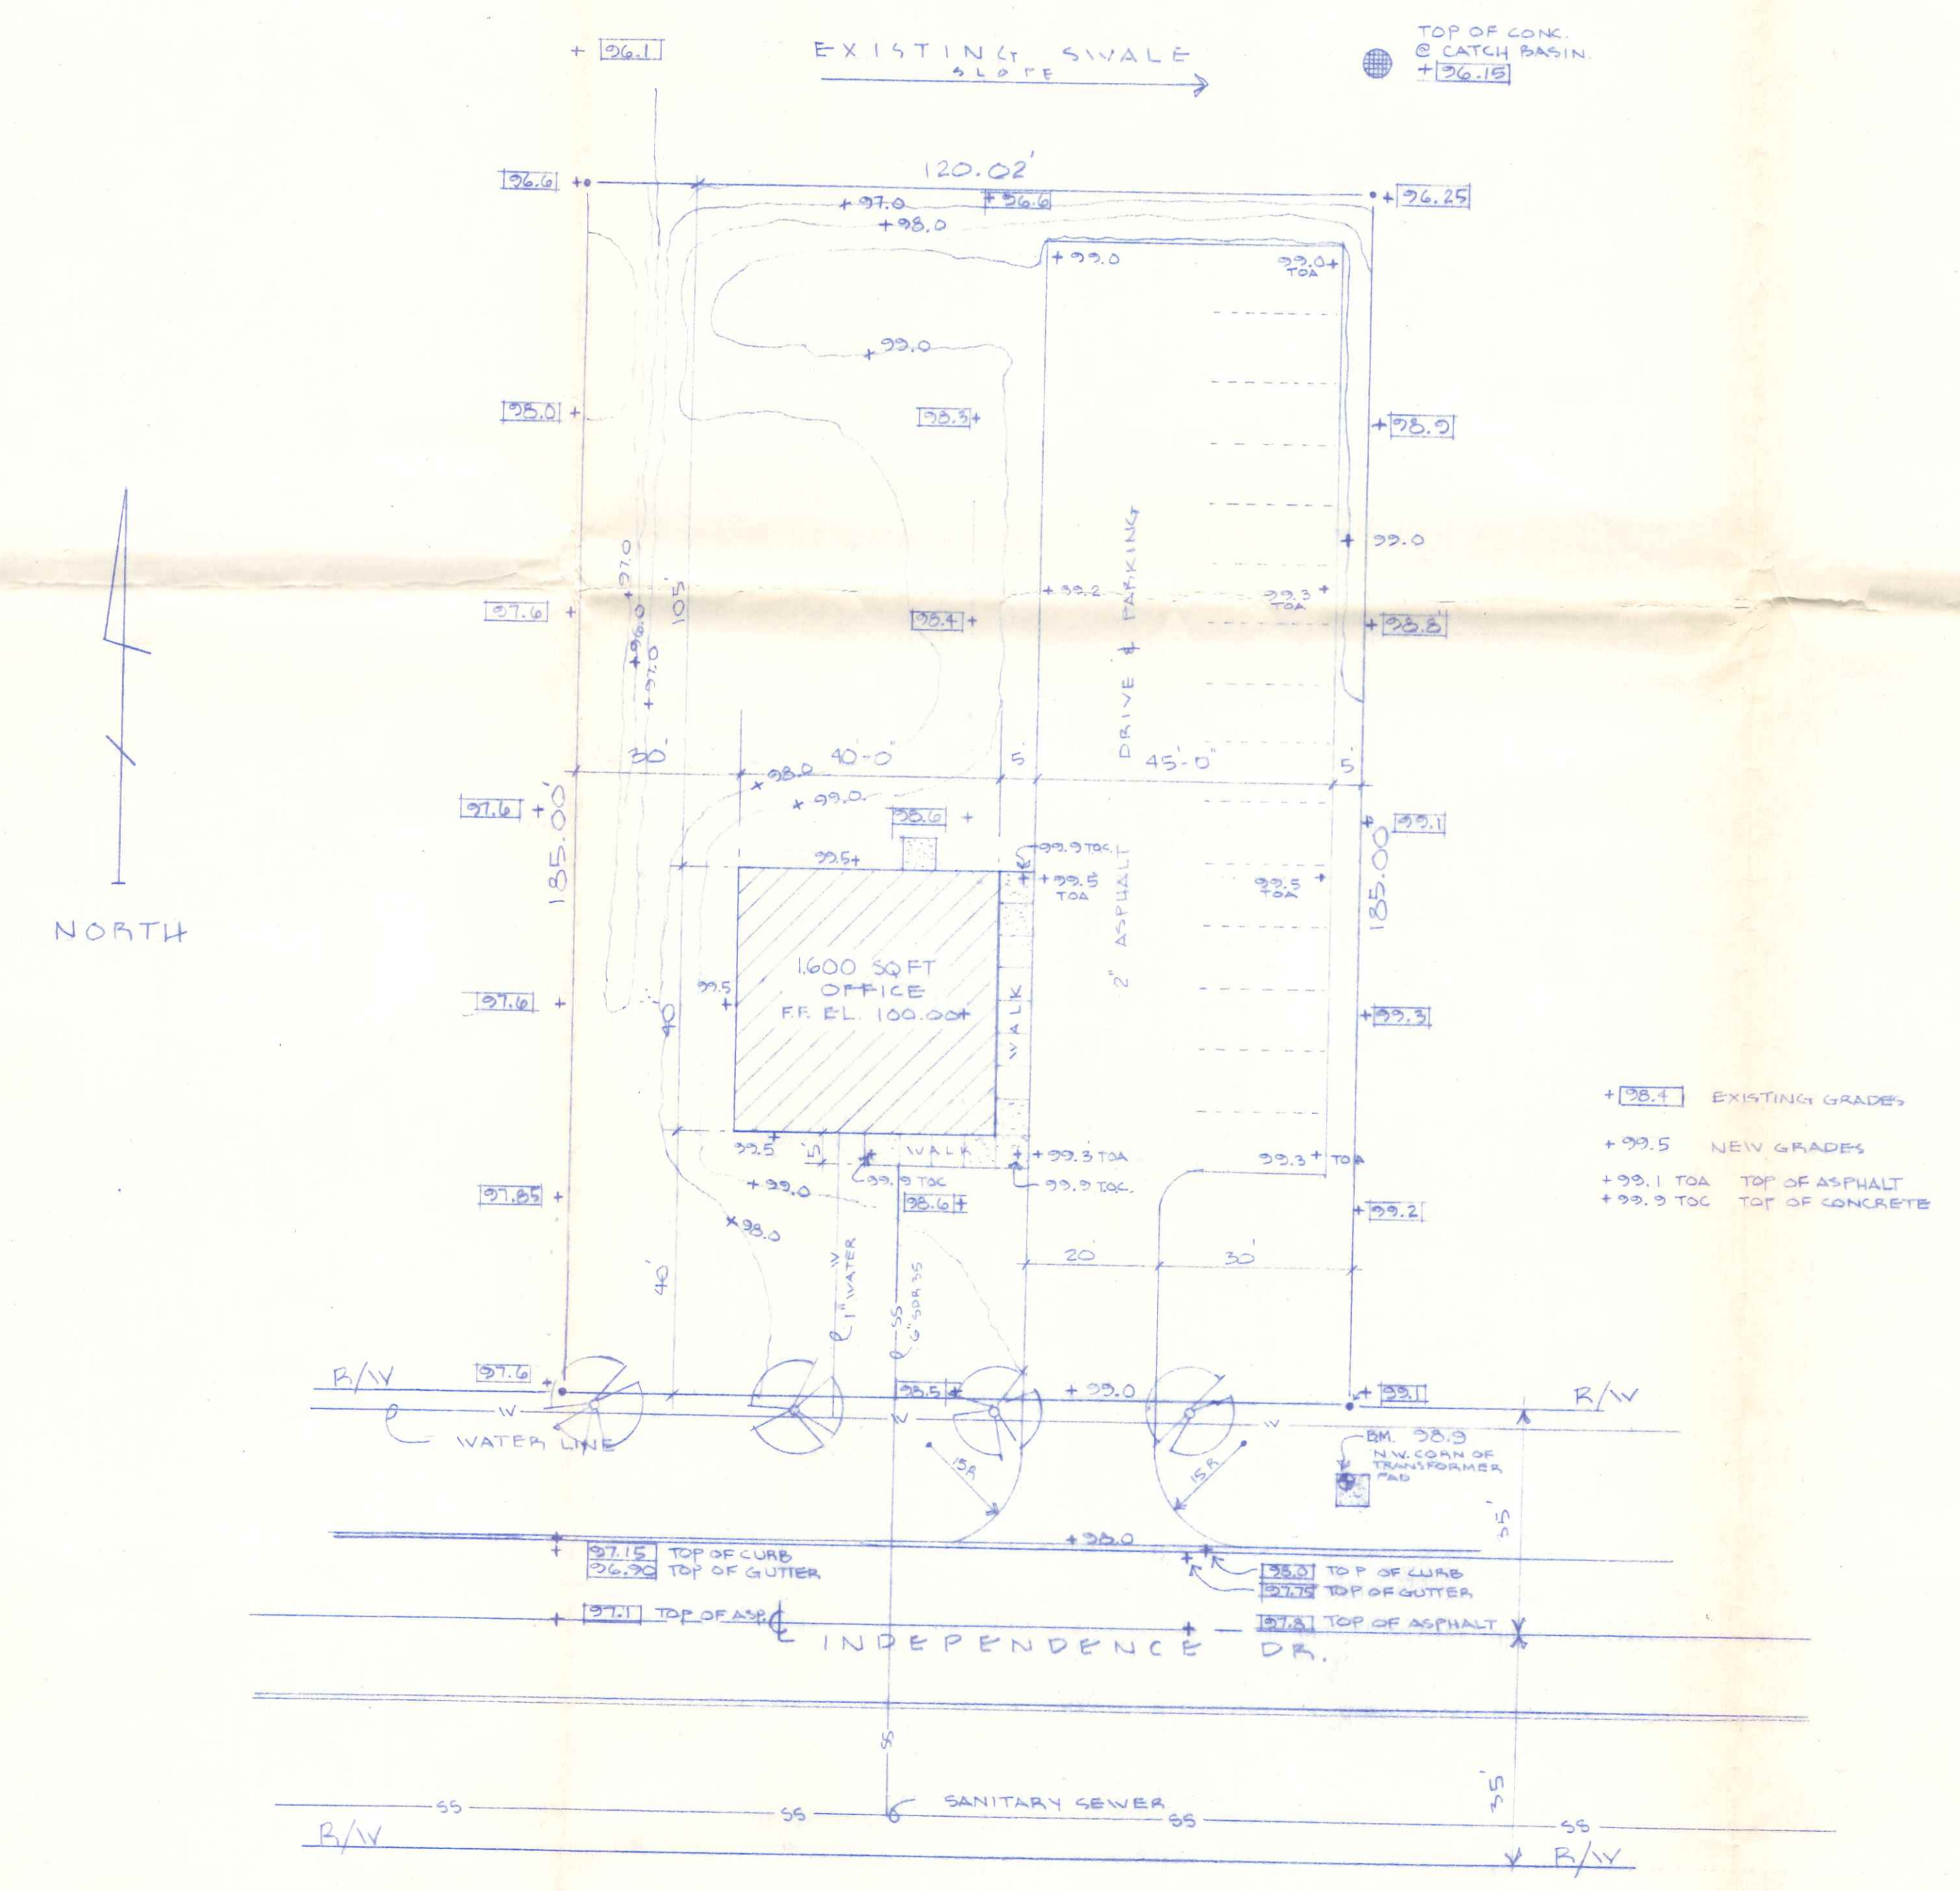 96.1
EXISTING SWALE
SLOPE
TOP OF CONC.
@ CATCH BASIN.
+ 96.15
120.02'
96.6
+ 97.0
+ 96.6
+ 96.25
+ 98.0
+ 99.0
99.0+
TOA
+ 99.0
98.0 +
98.3 +
+ 98.9
+ 99.0
+ 97.0
+ 96.0
+ 97.0
105'
DRIVE & PARKING
97.6 +
98.4 +
+ 99.2
99.3 +
TOA
+ 98.8
30'
40'-0"
5'
45'-0"
5'
x 98.0
x 99.0
97.6 +
98.6 +
+ 99.1
185.00'
185.00'
99.5+
99.9 TOC.
+ 99.5
TOA
99.5 +
TOA
2" ASPHALT
NORTH
1600 SQ FT
OFFICE
F.F. EL. 100.00+
99.5
+
97.6 +
40'
WALK
+ 99.3
+ 98.4 EXISTING GRADES
+ 99.5 NEW GRADES
+ 99.1 TOA TOP OF ASPHALT
+ 99.9 TOC TOP OF CONCRETE
99.5
5'
WALK
+ 99.3 TOA
99.3 + TOA
99.9 TOC
99.9 T.O.C.
97.85 +
+ 99.0
98.6 +
+ 99.2
x 98.0
20'
30'
40'
1" WATER
W
SS
6" SDR 35
R/W
97.6 +
98.5 +
+ 99.0
+ 99.1
R/W
W
W
W
WATER LINE
B.M. 98.9
N.W. CORN OF
TRANSFORMER
PAD
15R
15R
35'
+ 98.0
97.15 TOP OF CURB
96.90 TOP OF GUTTER
98.0 TOP OF CURB
97.75 TOP OF GUTTER
97.1 TOP OF ASP.
97.8 TOP OF ASPHALT
INDEPENDENCE DR.
SS
35'
SANITARY SEWER
SS
SS
SS
SS
R/W
R/W